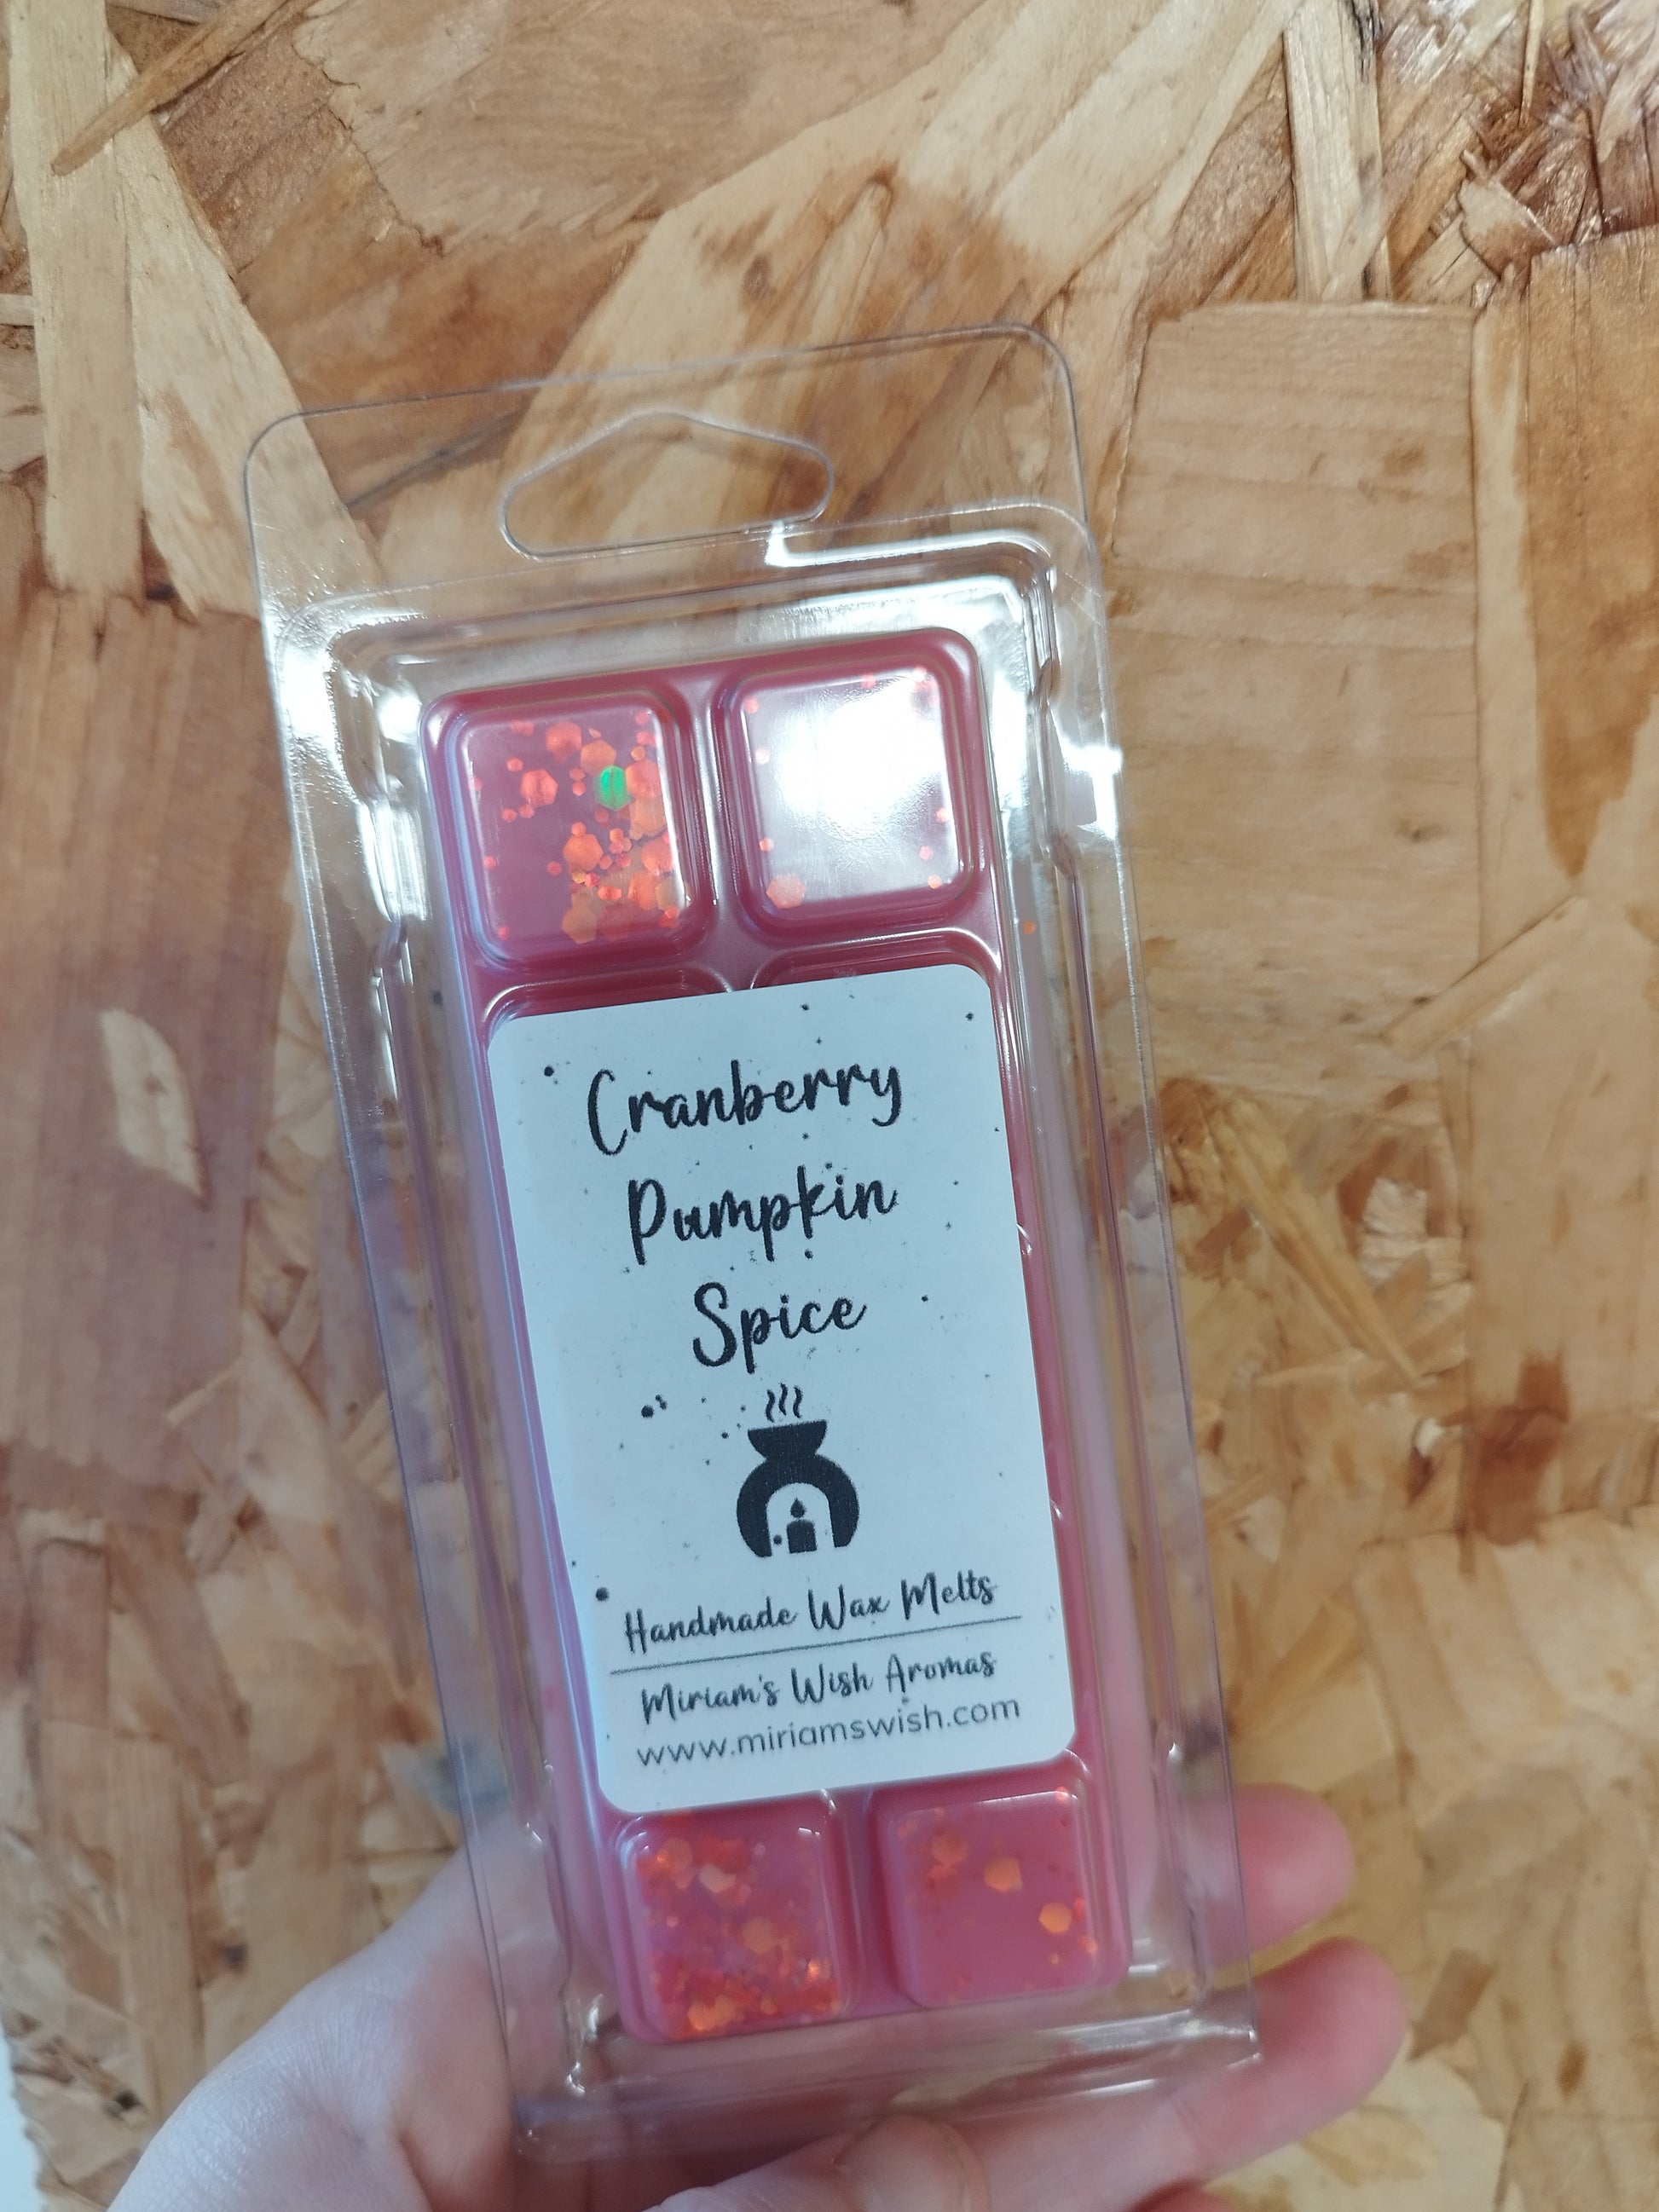 Cranberry
Pumpkin
Spice
Handmade Wax Melts
Miriam's Wish Aromas
www.miriamswish.com